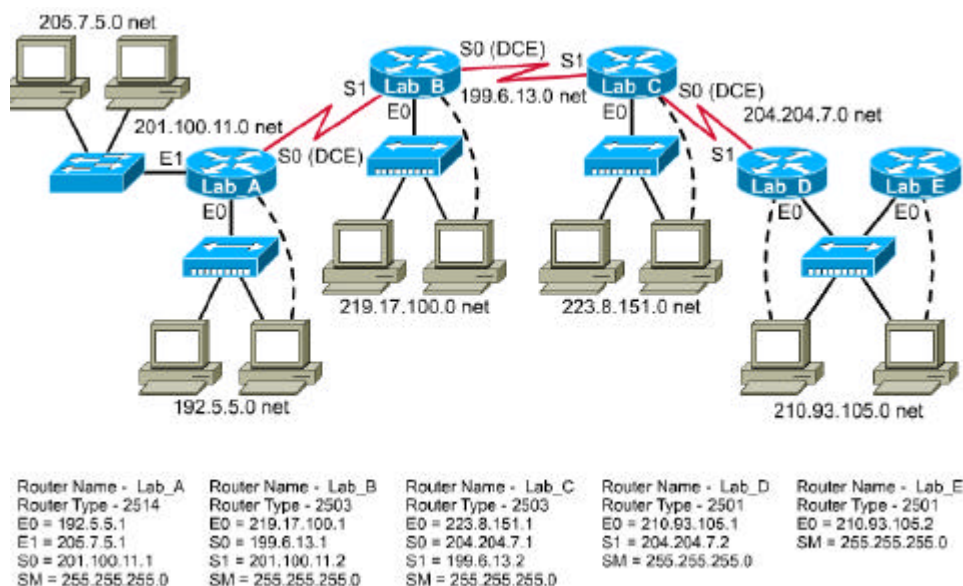 205.7.5.0 net
S0 (DCE)
S1
Lab_B
S1
199.6.13.0 net
Lab_C
S0 (DCE)
E0
E0
204.204.7.0 net
201.100.11.0 net
S0 (DCE)
S1
E1
Lab_A
Lab_D
Lab_E
E0
E0
E0
219.17.100.0 net
223.8.151.0 net
192.5.5.0 net
210.93.105.0 net
Router Name - Lab_A
Router Type - 2514
E0 = 192.5.5.1
E1 = 205.7.5.1
S0 = 201.100.11.1
SM = 255.255.255.0
Router Name - Lab_B
Router Type - 2503
E0 = 219.17.100.1
S0 = 199.6.13.1
S1 = 201.100.11.2
SM = 255.255.255.0
Router Name - Lab_C
Router Type - 2503
E0 = 223.8.151.1
S0 = 204.204.7.1
S1 = 199.6.13.2
SM = 255.255.255.0
Router Name - Lab_D
Router Type - 2501
E0 = 210.93.105.1
S1 = 204.204.7.2
SM = 255.255.255.0
Router Name - Lab_E
Router Type - 2501
E0 = 210.93.105.2
SM = 255.255.255.0